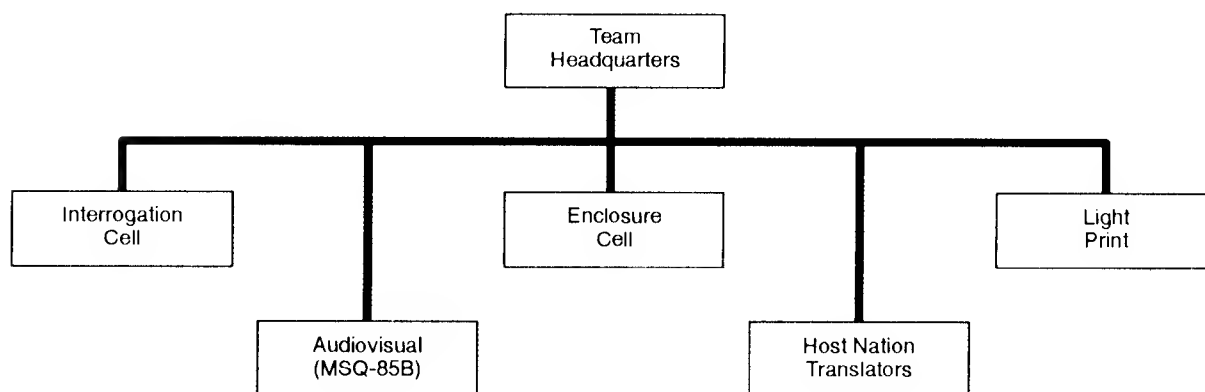 Team
Headquarters
Interrogation
Cell
Enclosure
Cell
Light
Print
Audiovisual
(MSQ-85B)
Host Nation
Translators